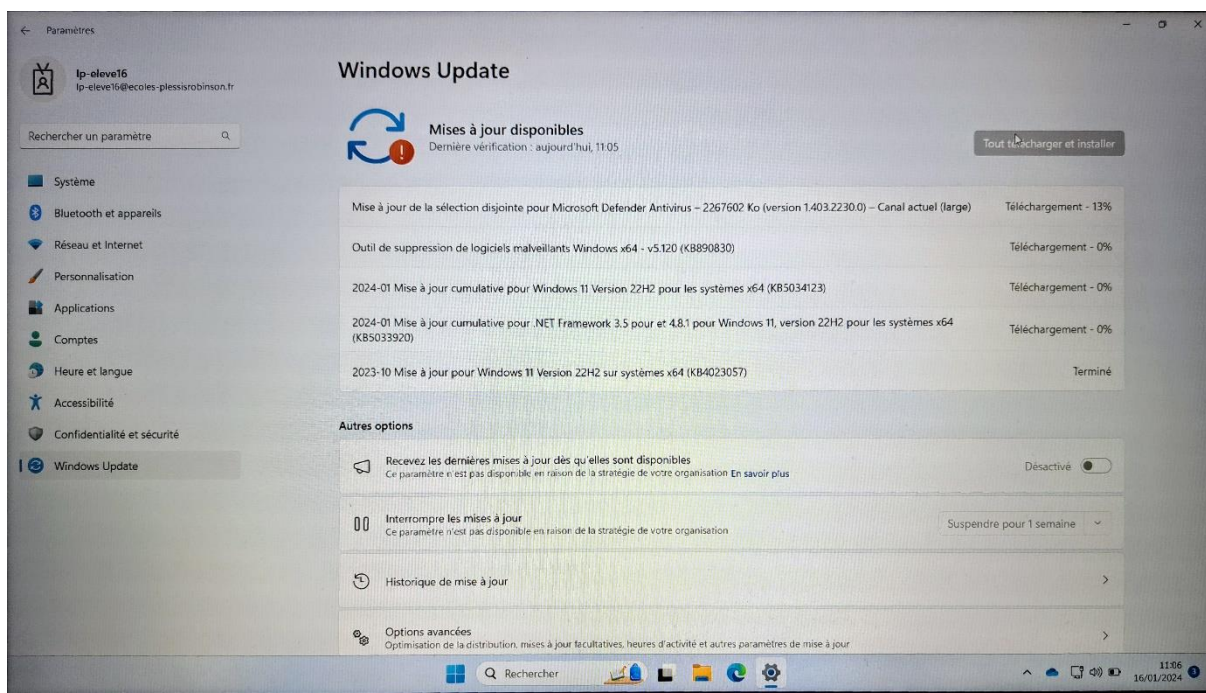 Paramètres
lp-eleve16
lp-eleve16@ecoles-plessisrobinson.fr
Rechercher un paramètre
Système
Bluetooth et appareils
Réseau et Internet
Personnalisation
Applications
Comptes
Heure et langue
Accessibilité
Confidentialité et sécurité
Windows Update
Windows Update
Mises à jour disponibles
Dernière vérification : aujourd'hui, 11:05
Tout télécharger et installer
Mise à jour de la sélection disjointe pour Microsoft Defender Antivirus – 2267602 Ko (version 1.403.2230.0) – Canal actuel (large) Téléchargement - 13%
Outil de suppression de logiciels malveillants Windows x64 - v5.120 (KB890830) Téléchargement - 0%
2024-01 Mise à jour cumulative pour Windows 11 Version 22H2 pour les systèmes x64 (KB5034123) Téléchargement - 0%
2024-01 Mise à jour cumulative pour .NET Framework 3.5 pour et 4.8.1 pour Windows 11, version 22H2 pour les systèmes x64
(KB5033920) Téléchargement - 0%
2023-10 Mise à jour pour Windows 11 Version 22H2 sur systèmes x64 (KB4023057) Terminé
Autres options
Recevez les dernières mises à jour dès qu'elles sont disponibles
Ce paramètre n'est pas disponible en raison de la stratégie de votre organisation En savoir plus
Désactivé
Interrompre les mises à jour
Ce paramètre n'est pas disponible en raison de la stratégie de votre organisation
Suspendre pour 1 semaine
Historique de mise à jour
Options avancées
Optimisation de la distribution, mises à jour facultatives, heures d'activité et autres paramètres de mise à jour
Rechercher
11:06
16/01/2024